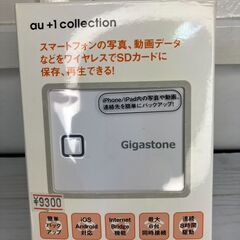 au +1 collection
スマートフォンの写真、動画データ
などをワイヤレスでSDカードに
保存、再生できる!
iPhone/iPad内の写真や動画、
連絡先を簡単にバックアップ!
Gigastone
¥9300
簡単
バック
アップ
iOS
Android
対応
Internet
Bridge
機能
最大
6台
同時接続
連続
8時間
駆動